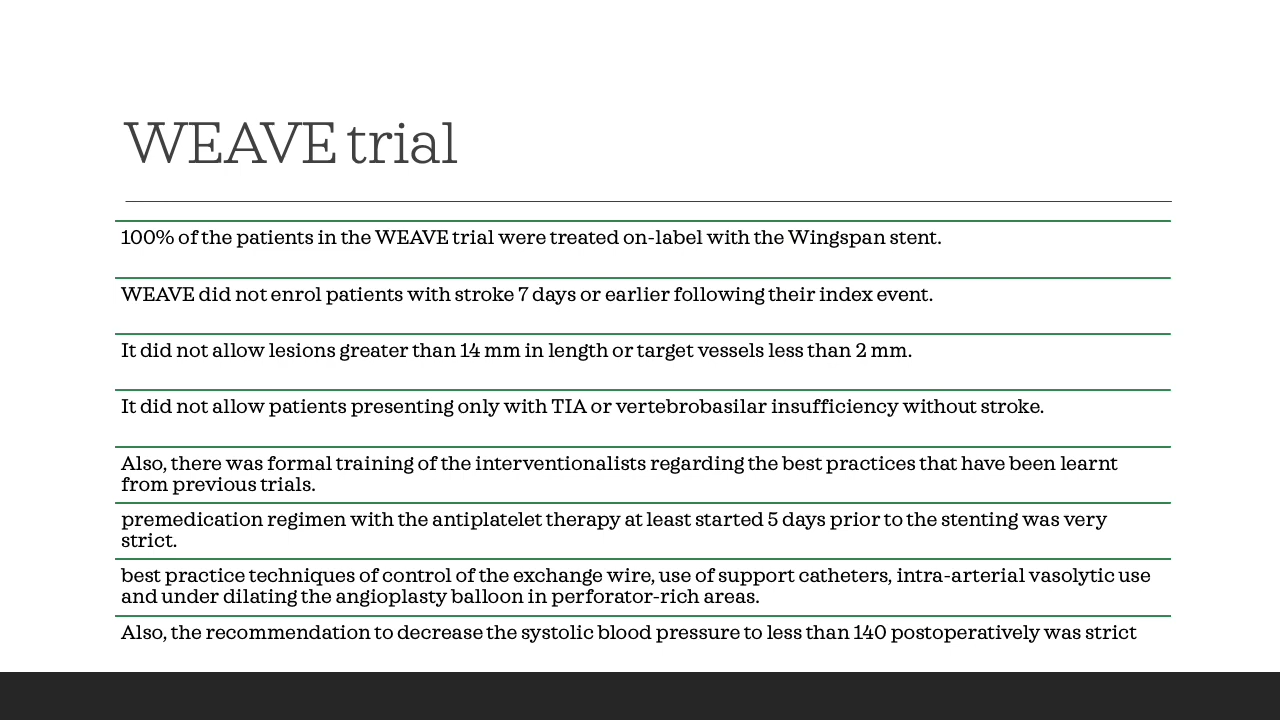 WEAVE trial
100% of the patients in the WEAVE trial were treated on-label with the Wingspan stent.
WEAVE did not enrol patients with stroke 7 days or earlier following their index event.
It did not allow lesions greater than 14 mm in length or target vessels less than 2 mm.
It did not allow patients presenting only with TIA or vertebrobasilar insufficiency without stroke.
Also, there was formal training of the interventionalists regarding the best practices that have been learnt
from previous trials.
premedication regimen with the antiplatelet therapy at least started 5 days prior to the stenting was very
strict.
best practice techniques of control of the exchange wire, use of support catheters, intra-arterial vasolytic use
and under dilating the angioplasty balloon in perforator-rich areas.
Also, the recommendation to decrease the systolic blood pressure to less than 140 postoperatively was strict